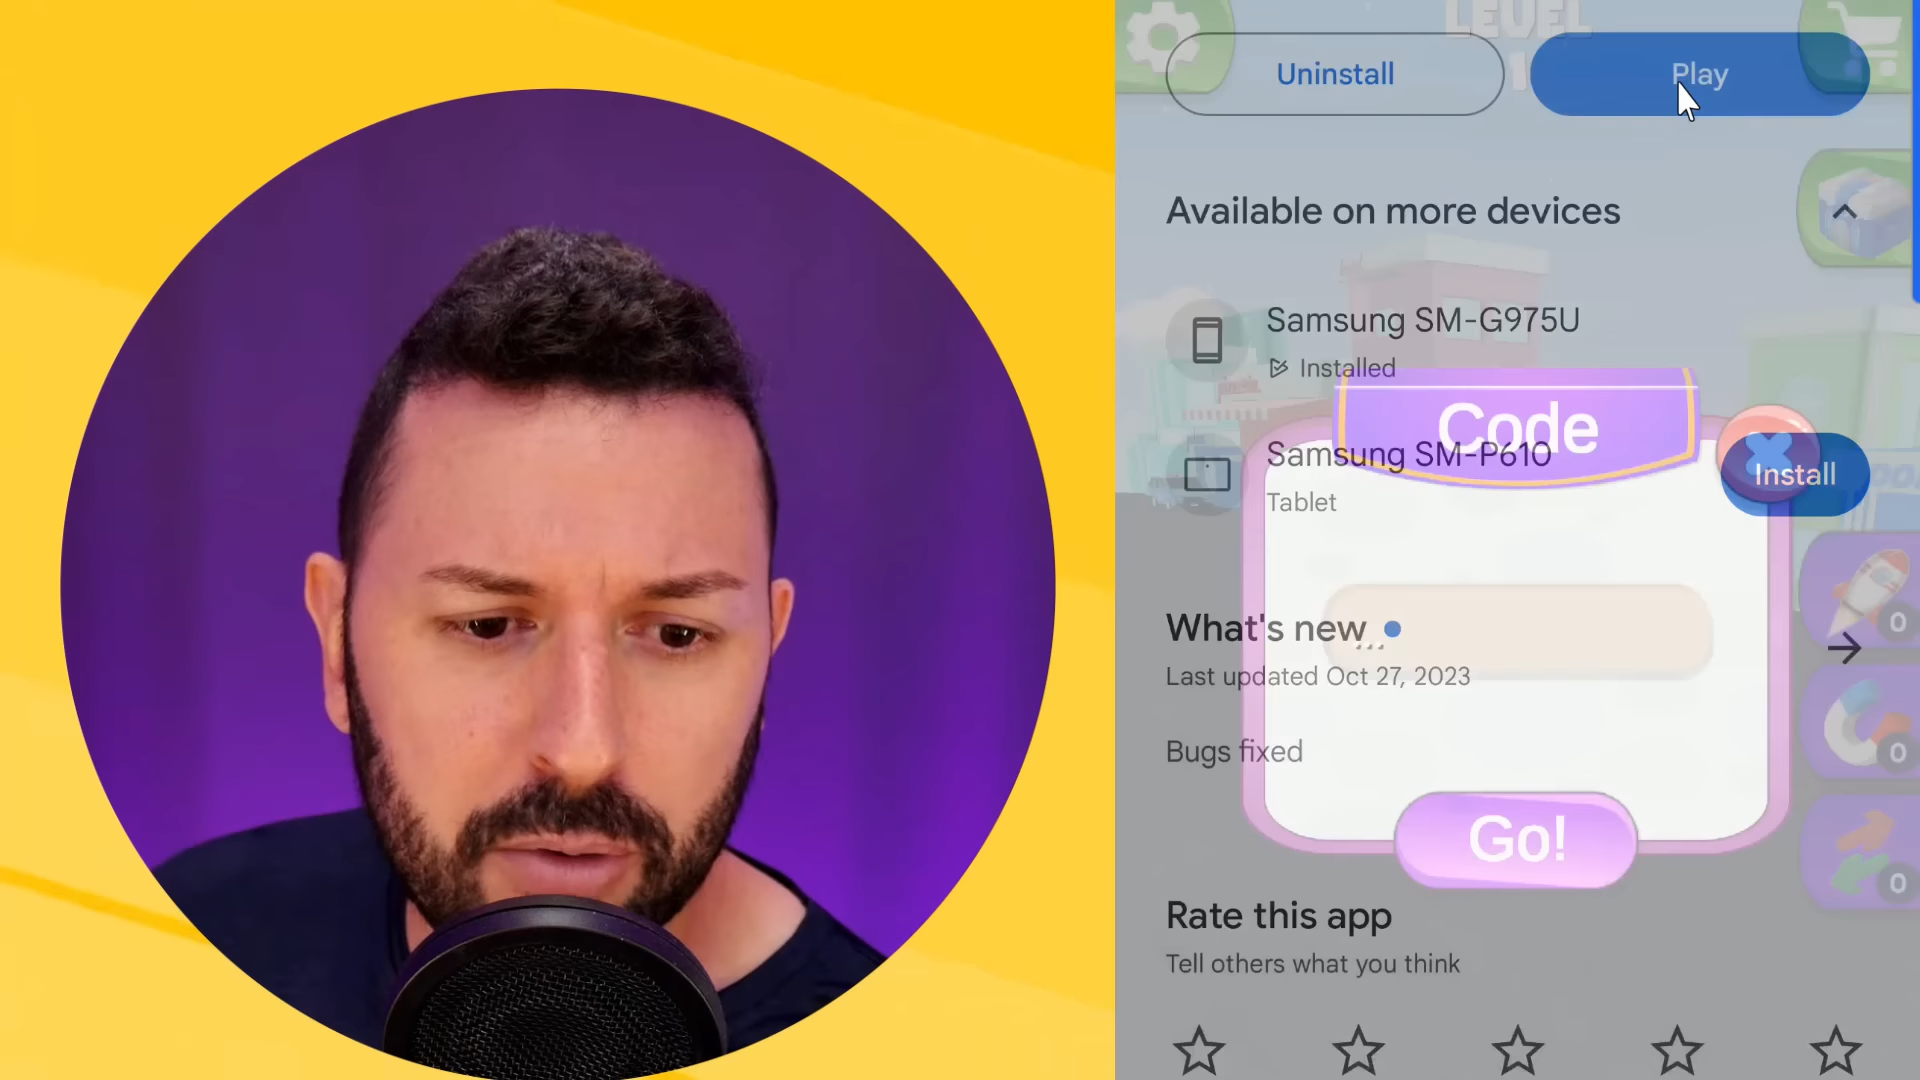 LEVEL
1
Uninstall
Play
Available on more devices
Samsung SM-G975U
Installed
Code
Samsung SM-P610
Install
Tablet
What's new
...
Last updated Oct 27, 2023
Bugs fixed
Go!
Rate this app
Tell others what you think
0
0
0